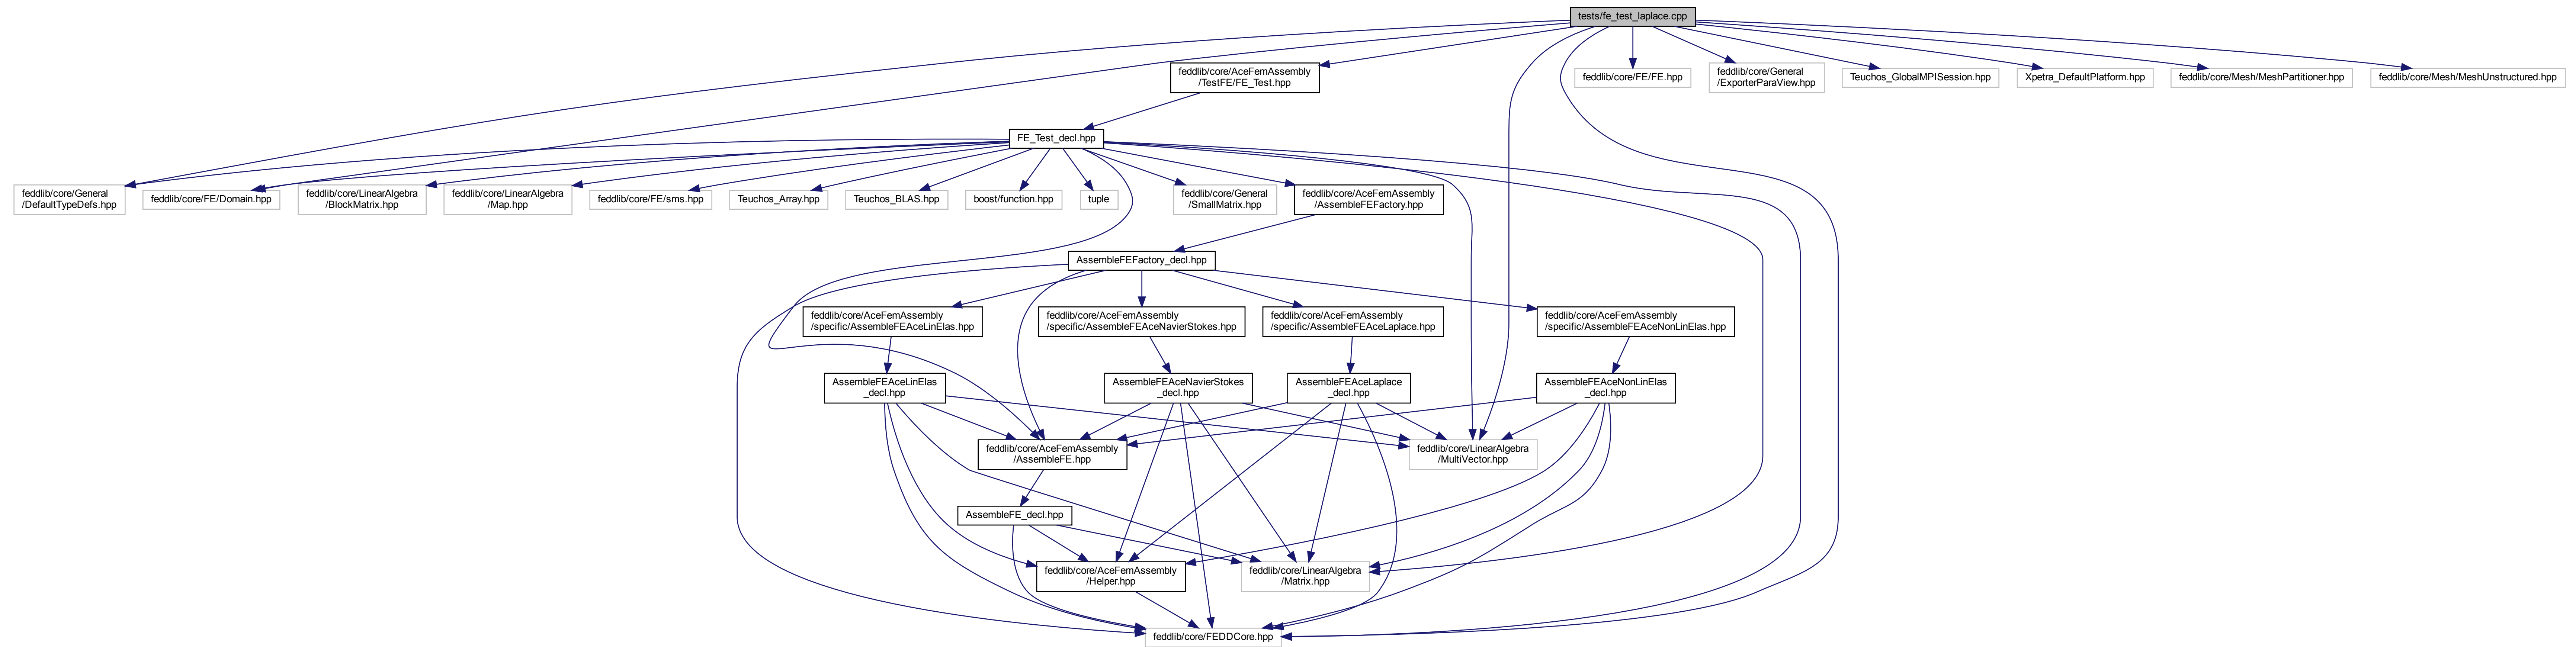 tests/fe_test_laplace.cpp
feddlib/core/AceFemAssembly
/TestFE/FE_Test.hpp
feddlib/core/FE/FE.hpp
feddlib/core/General
/ExporterParaView.hpp
Teuchos_GlobalMPISession.hpp
Xpetra_DefaultPlatform.hpp
feddlib/core/Mesh/MeshPartitioner.hpp
feddlib/core/Mesh/MeshUnstructured.hpp
FE_Test_decl.hpp
feddlib/core/General
/DefaultTypeDefs.hpp
feddlib/core/FE/Domain.hpp
feddlib/core/LinearAlgebra
/BlockMatrix.hpp
feddlib/core/LinearAlgebra
/Map.hpp
feddlib/core/FE/sms.hpp
Teuchos_Array.hpp
Teuchos_BLAS.hpp
boost/function.hpp
tuple
feddlib/core/General
/SmallMatrix.hpp
feddlib/core/AceFemAssembly
/AssembleFEFactory.hpp
AssembleFEFactory_decl.hpp
feddlib/core/AceFemAssembly
/specific/AssembleFEAceLinElas.hpp
feddlib/core/AceFemAssembly
/specific/AssembleFEAceNavierStokes.hpp
feddlib/core/AceFemAssembly
/specific/AssembleFEAceLaplace.hpp
feddlib/core/AceFemAssembly
/specific/AssembleFEAceNonLinElas.hpp
AssembleFEAceLinElas
_decl.hpp
AssembleFEAceNavierStokes
_decl.hpp
AssembleFEAceLaplace
_decl.hpp
AssembleFEAceNonLinElas
_decl.hpp
feddlib/core/AceFemAssembly
/AssembleFE.hpp
feddlib/core/LinearAlgebra
/MultiVector.hpp
AssembleFE_decl.hpp
feddlib/core/AceFemAssembly
/Helper.hpp
feddlib/core/LinearAlgebra
/Matrix.hpp
feddlib/core/FEDDCore.hpp